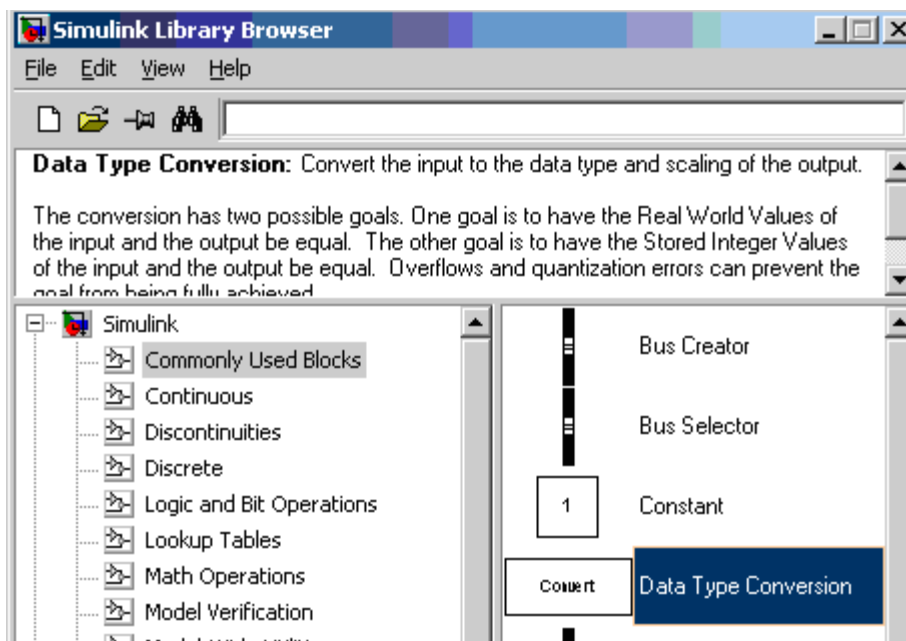 Simulink Library Browser
File Edit View Help
Data Type Conversion: Convert the input to the data type and scaling of the output.
The conversion has two possible goals. One goal is to have the Real World Values of
the input and the output be equal. The other goal is to have the Stored Integer Values
of the input and the output be equal. Overflows and quantization errors can prevent the
goal from being fully achieved
Simulink
Commonly Used Blocks
Continuous
Discontinuities
Discrete
Logic and Bit Operations
Lookup Tables
Math Operations
Model Verification
Bus Creator
Bus Selector
1
Constant
Convert
Data Type Conversion